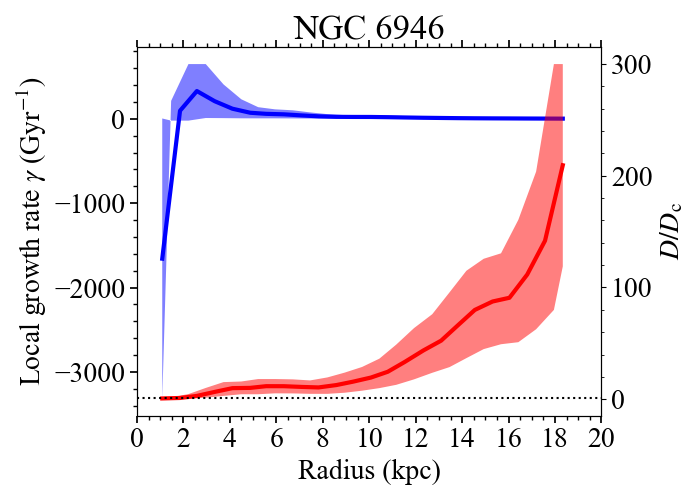 NGC 6946
Local growth rate γ (Gyr⁻¹)
0
−1000
−2000
−3000
300
200
100
0
D/D_c
0 2 4 6 8 10 12 14 16 18 20
Radius (kpc)